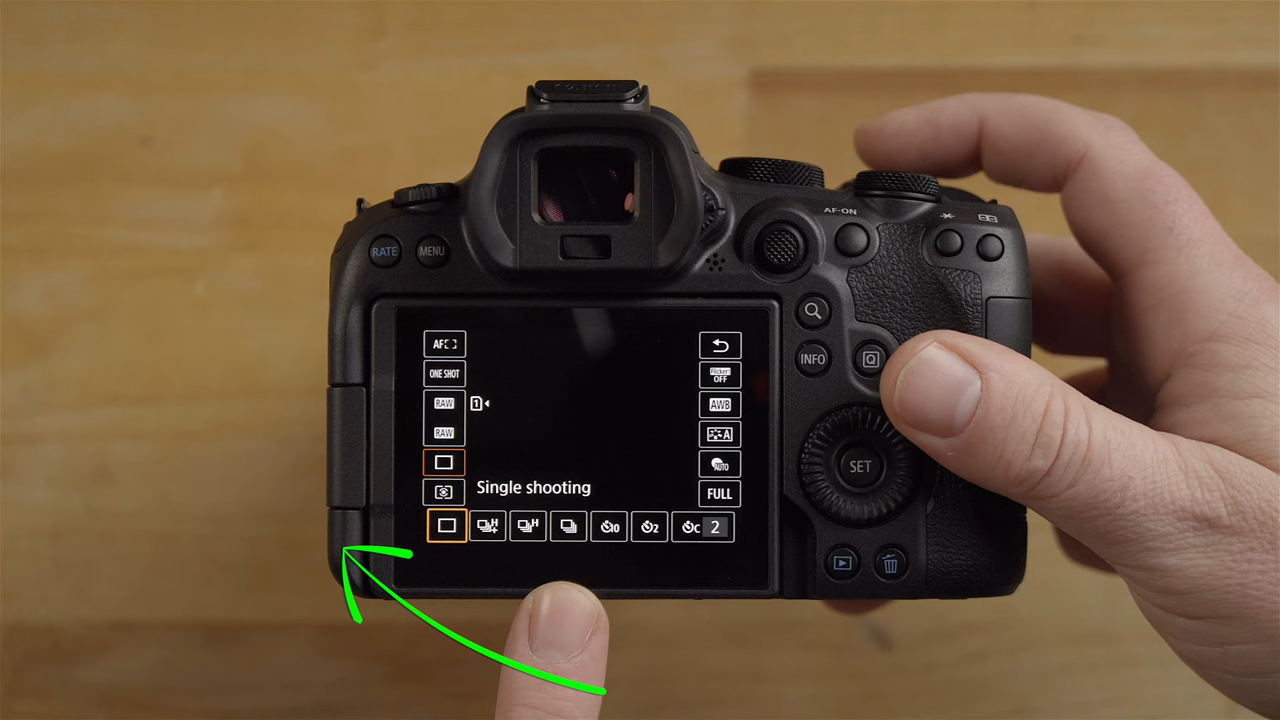 AF-ON
RATE
MENU
AF
ONE SHOT
Flicker
OFF
RAW
1
AWB
RAW
A
AUTO
Single shooting
FULL
H
+
H
10
2
C
2
INFO
Q
SET